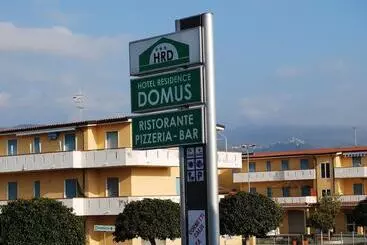 HRD
HOTEL RESIDENCE
DOMUS
RISTORANTE
PIZZERIA - BAR